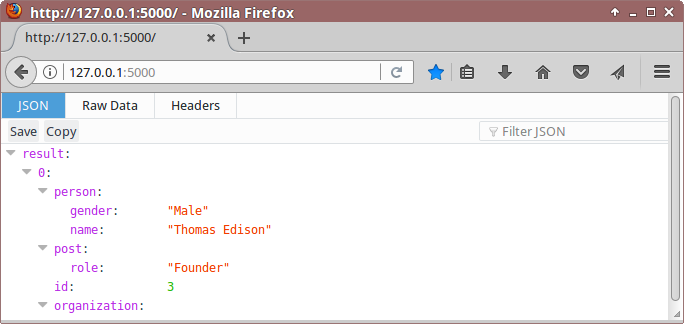 http://127.0.0.1:5000/ - Mozilla Firefox
http://127.0.0.1:5000/
127.0.0.1:5000
JSON Raw Data Headers
Save Copy Filter JSON
result:
0:
person:
gender: "Male"
name: "Thomas Edison"
post:
role: "Founder"
id: 3
organization: